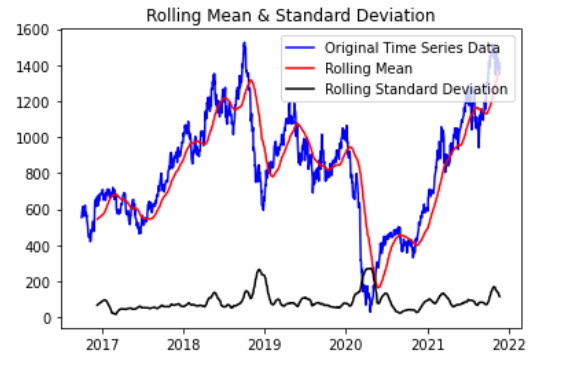 Rolling Mean & Standard Deviation
1600
1400
1200
1000
800
600
400
200
0
Original Time Series Data
Rolling Mean
Rolling Standard Deviation
2017 2018 2019 2020 2021 2022